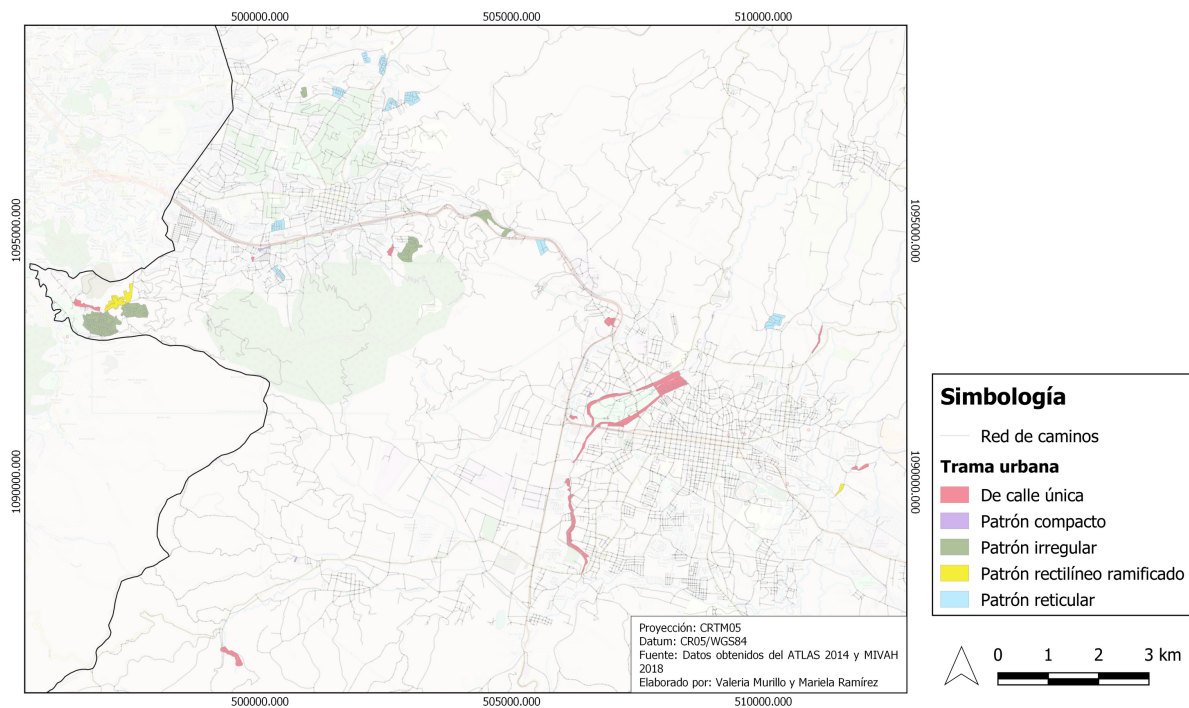 500000.000
505000.000
510000.000
1095000.000
1095000.000
1090000.000
1090000.000
Proyección: CRTM05
Datum: CR05/WGS84
Fuente: Datos obtenidos del ATLAS 2014 y MIVAH
2018
Elaborado por: Valeria Murillo y Mariela Ramírez
500000.000
505000.000
510000.000
Simbología
Red de caminos
Trama urbana
De calle única
Patrón compacto
Patrón irregular
Patrón rectilíneo ramificado
Patrón reticular
0 1 2 3 km